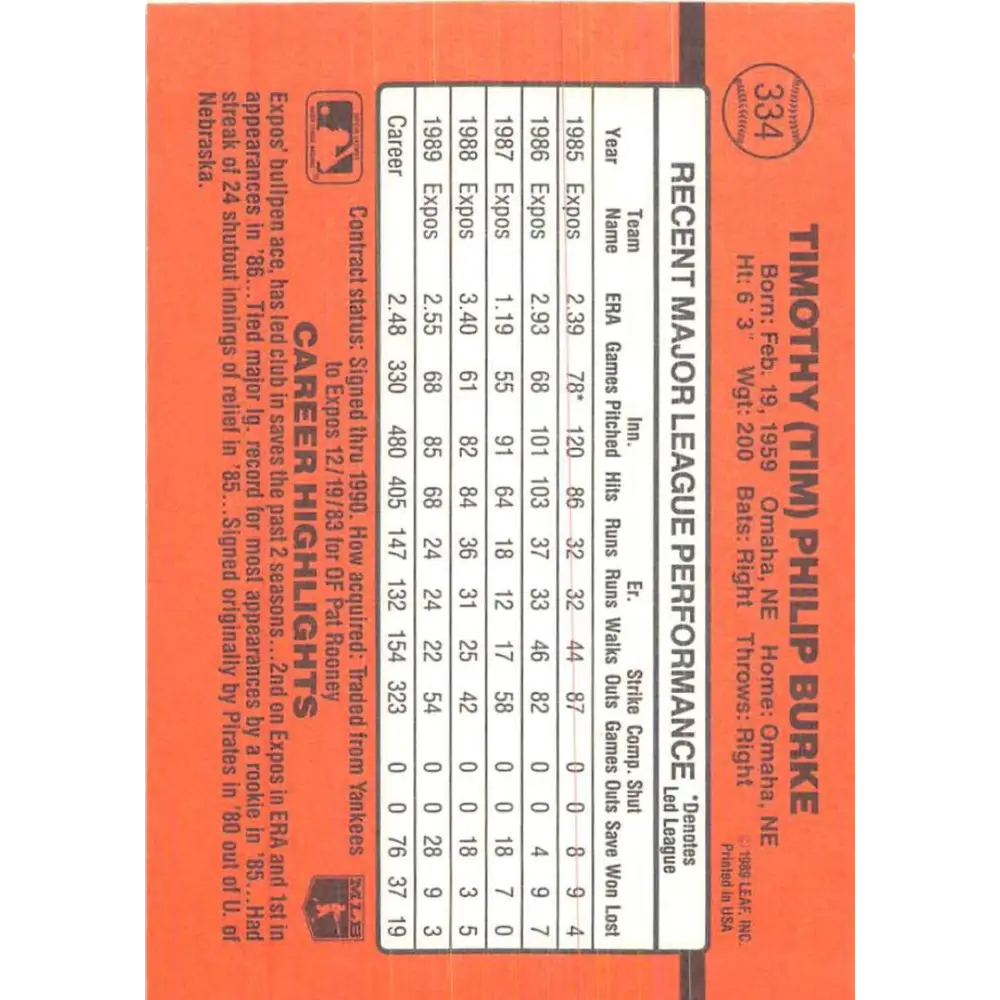 334
TIMOTHY (TIM) PHILIP BURKE
Born: Feb. 19, 1959 Omaha, NE Home: Omaha, NE
Ht: 6'3" Wgt: 200 Bats: Right Throws: Right
© 1989 LEAF, INC.
Printed in USA
RECENT MAJOR LEAGUE PERFORMANCE
*Denotes
Led League
Team Inn. Er. Strike Comp. Shut
Year Name ERA Games Pitched Hits Runs Runs Walks Outs Games Outs Save Won Lost
1985 Expos 2.39 78* 120 86 32 32 44 87 0 0 8 9 4
1986 Expos 2.93 68 101 103 37 33 46 82 0 0 4 9 7
1987 Expos 1.19 55 91 64 18 12 17 58 0 0 18 7 0
1988 Expos 3.40 61 82 84 36 31 25 42 0 0 18 3 5
1989 Expos 2.55 68 85 68 24 24 22 54 0 0 28 9 3
Career 2.48 330 480 405 147 132 154 323 0 0 76 37 19
Contract status: Signed thru 1990. How acquired: Traded from Yankees
to Expos 12/19/83 for OF Pat Rooney
MLB
CAREER HIGHLIGHTS
Expos' bullpen ace, has led club in saves the past 2 seasons...2nd on Expos in ERA and 1st in
appearances in '86...Tied major lg. record for most appearances by a rookie in '85...Had
streak of 24 shutout innings of relief in '85...Signed originally by Pirates in '80 out of U. of
Nebraska.